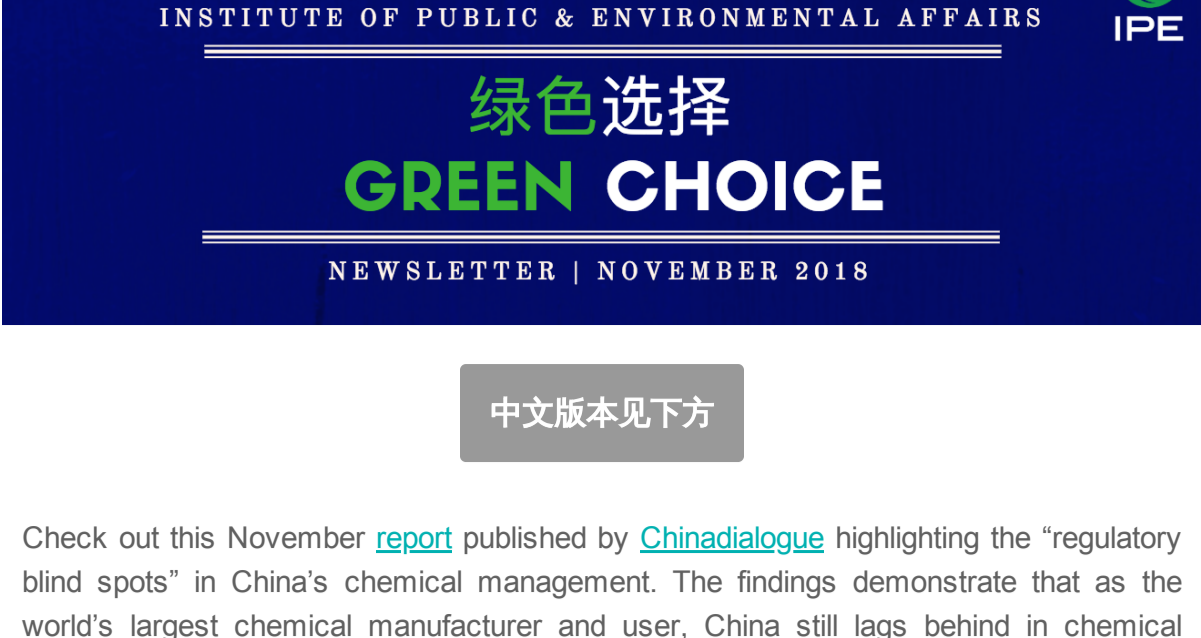 INSTITUTE OF PUBLIC & ENVIRONMENTAL AFFAIRS
IPE
绿色选择
GREEN CHOICE
NEWSLETTER | NOVEMBER 2018
中文版本见下方
Check out this November report published by Chinadialogue highlighting the “regulatory
blind spots” in China’s chemical management. The findings demonstrate that as the
world’s largest chemical manufacturer and user, China still lags behind in chemical